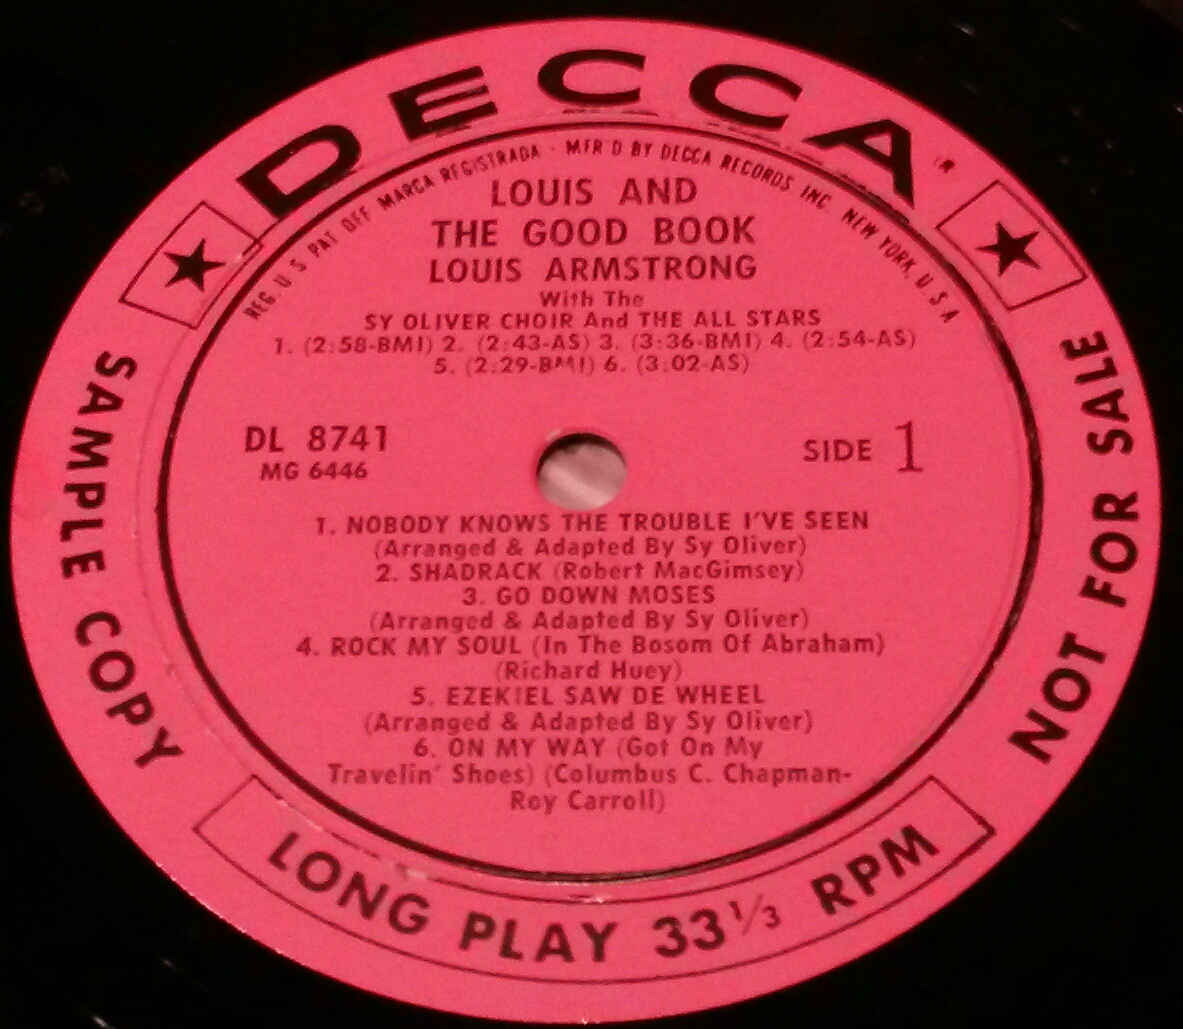 DECCA
REG. U S PAT OFF MARCA REGISTRADA · MFR D BY DECCA RECORDS INC. NEW YORK, U S A
LOUIS AND
THE GOOD BOOK
LOUIS ARMSTRONG
With The
SY OLIVER CHOIR And THE ALL STARS
1. (2:58-BMI) 2. (2:43-AS) 3. (3:36-BMI) 4. (2:54-AS)
5. (2:29-BMI) 6. (3:02-AS)
DL 8741
MG 6446
SIDE 1
1. NOBODY KNOWS THE TROUBLE I'VE SEEN
(Arranged & Adapted By Sy Oliver)
2. SHADRACK (Robert MacGimsey)
3. GO DOWN MOSES
(Arranged & Adapted By Sy Oliver)
4. ROCK MY SOUL (In The Bosom Of Abraham)
(Richard Huey)
5. EZEKIEL SAW DE WHEEL
(Arranged & Adapted By Sy Oliver)
6. ON MY WAY (Got On My
Travelin' Shoes) (Columbus C. Chapman-
Roy Carroll)
SAMPLE COPY
NOT FOR SALE
LONG PLAY 33⅓ RPM